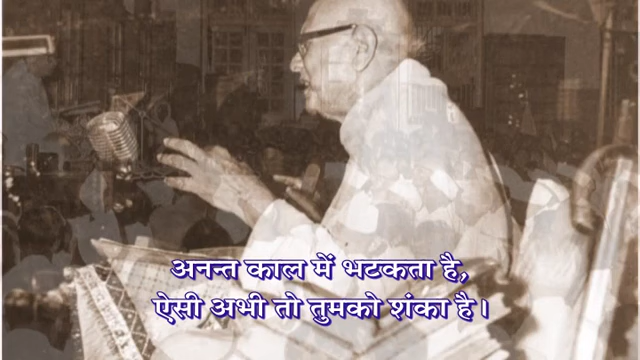 अनन्त काल में भटकता है,
ऐसी अभी तो तुमको शंका है।